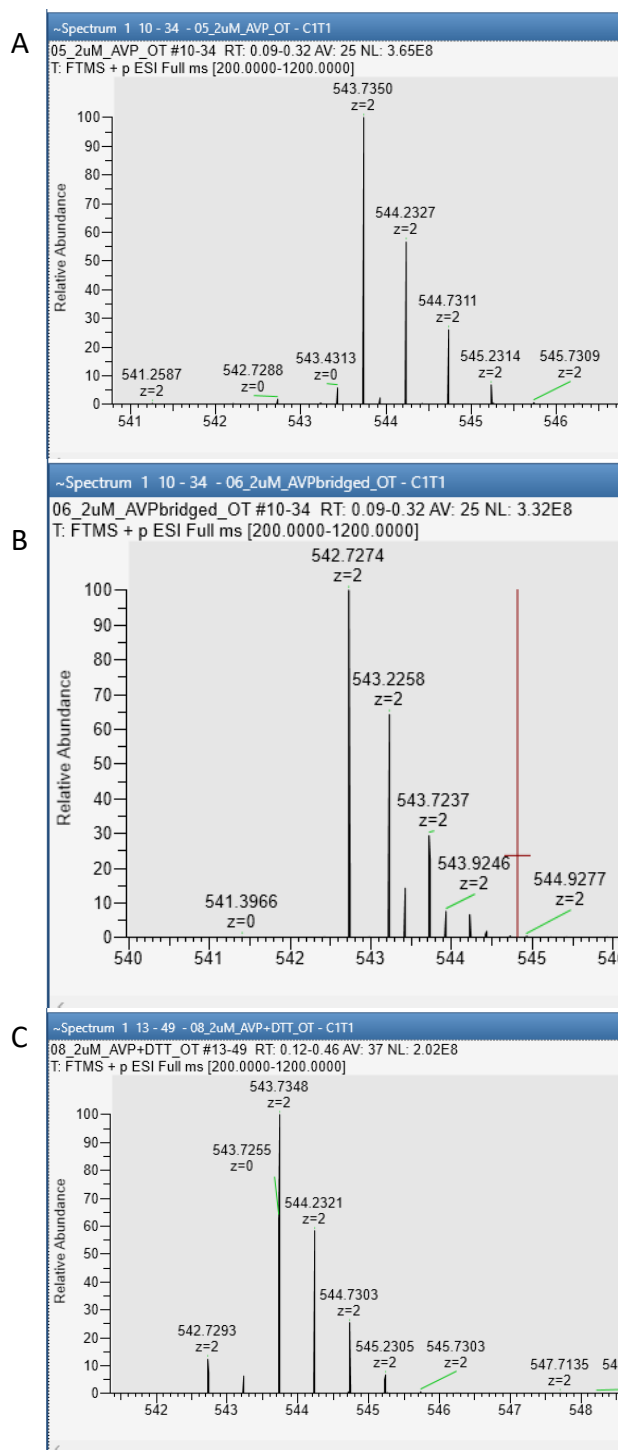 A
~Spectrum 1 10 - 34 - 05_2uM_AVP_OT - C1T1
05_2uM_AVP_OT #10-34 RT: 0.09-0.32 AV: 25 NL: 3.65E8
T: FTMS + p ESI Full ms [200.0000-1200.0000]
543.7350
z=2
100
90
544.2327
z=2
80
70
60
50
544.7311
z=2
40
30
543.4313
z=0
545.2314
z=2
545.7309
z=2
20
542.7288
z=0
541.2587
z=2
10
0
Relative Abundance
541 542 543 544 545 546
B
~Spectrum 1 10 - 34 - 06_2uM_AVPbridged_OT - C1T1
06_2uM_AVPbridged_OT #10-34 RT: 0.09-0.32 AV: 25 NL: 3.32E8
T: FTMS + p ESI Full ms [200.0000-1200.0000]
542.7274
z=2
100
90
80
543.2258
z=2
70
60
50
543.7237
z=2
40
30
543.9246
z=2
544.9277
z=2
20
541.3966
z=0
10
0
Relative Abundance
540 541 542 543 544 545
C
~Spectrum 1 13 - 49 - 08_2uM_AVP+DTT_OT - C1T1
08_2uM_AVP+DTT_OT #13-49 RT: 0.12-0.46 AV: 37 NL: 2.02E8
T: FTMS + p ESI Full ms [200.0000-1200.0000]
543.7348
z=2
100
90
543.7255
z=0
80
70
544.2321
z=2
60
50
40
544.7303
z=2
30
542.7293
z=2
20
545.2305
z=2
545.7303
z=2
547.7135
z=2
10
0
Relative Abundance
542 543 544 545 546 547 548